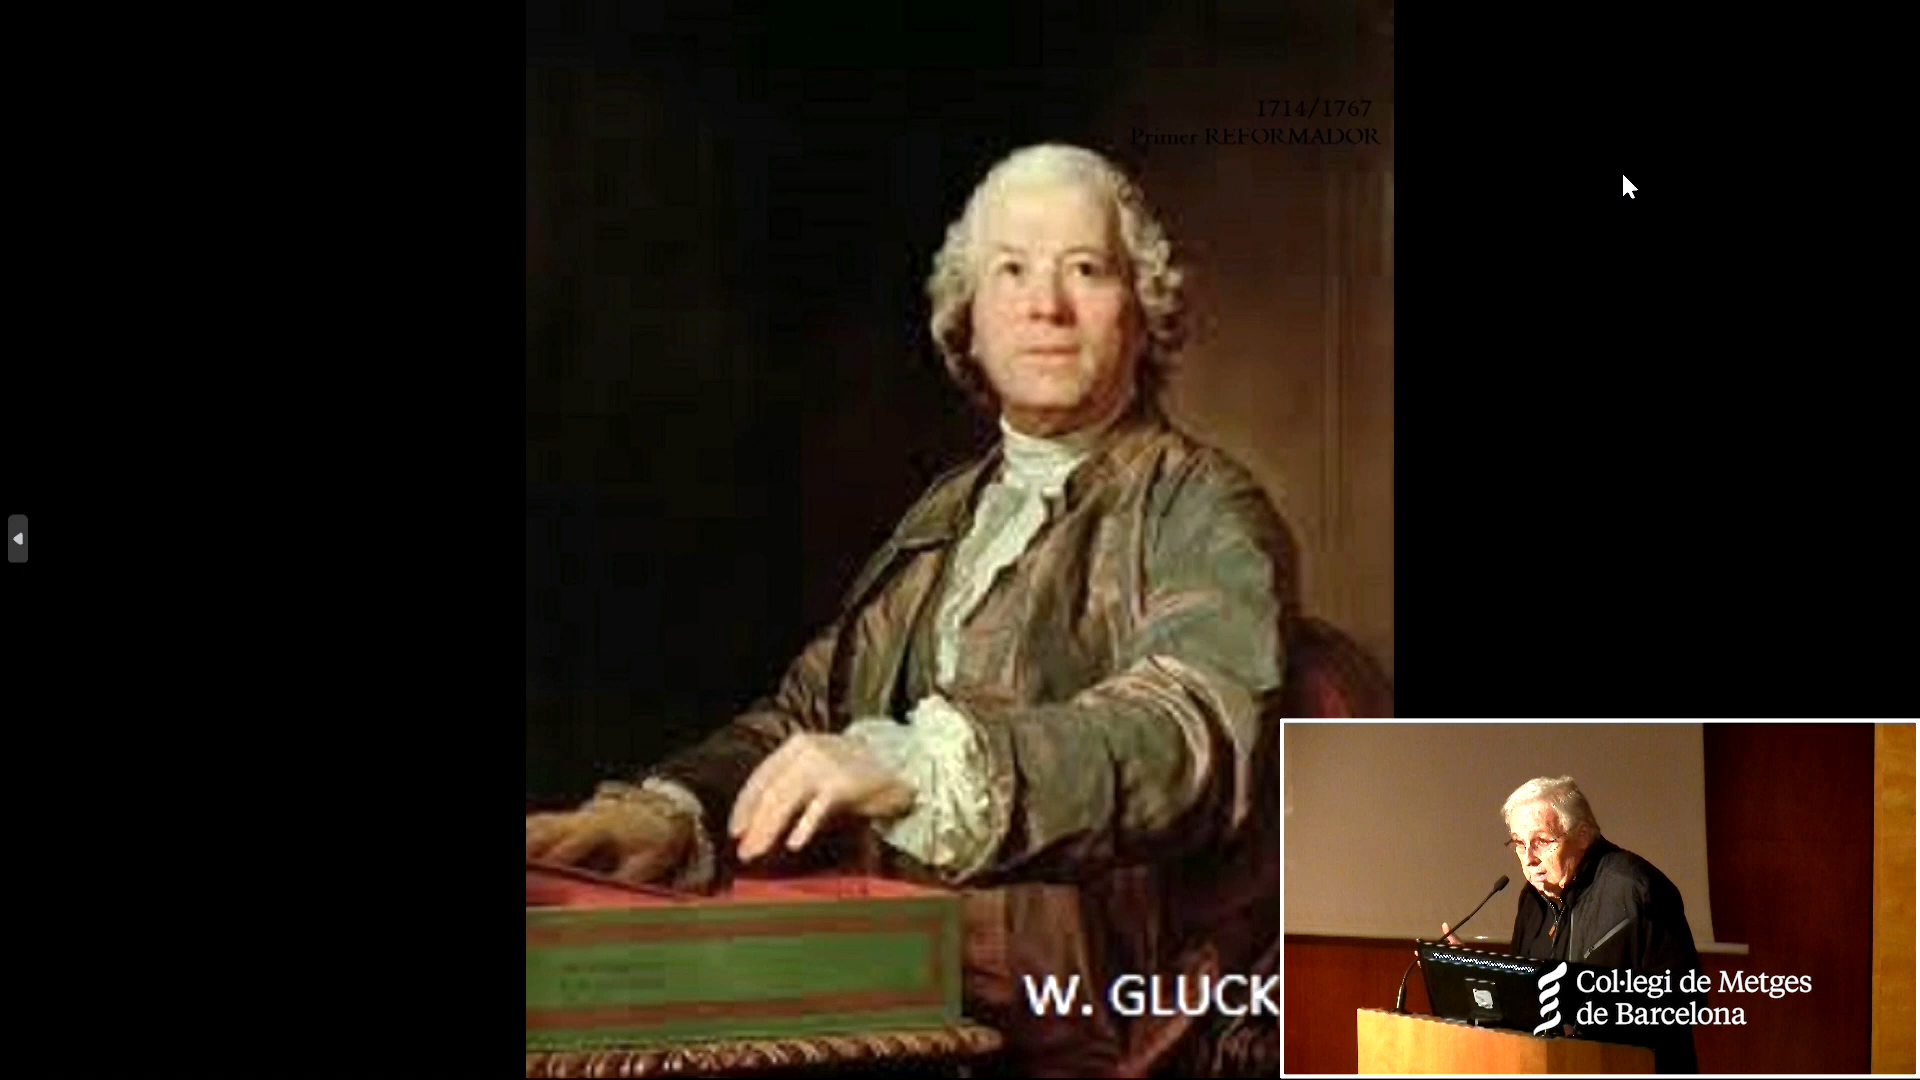 1714/1767
Primer REFORMADOR
W. GLUCK
Col·legi de Metges
de Barcelona